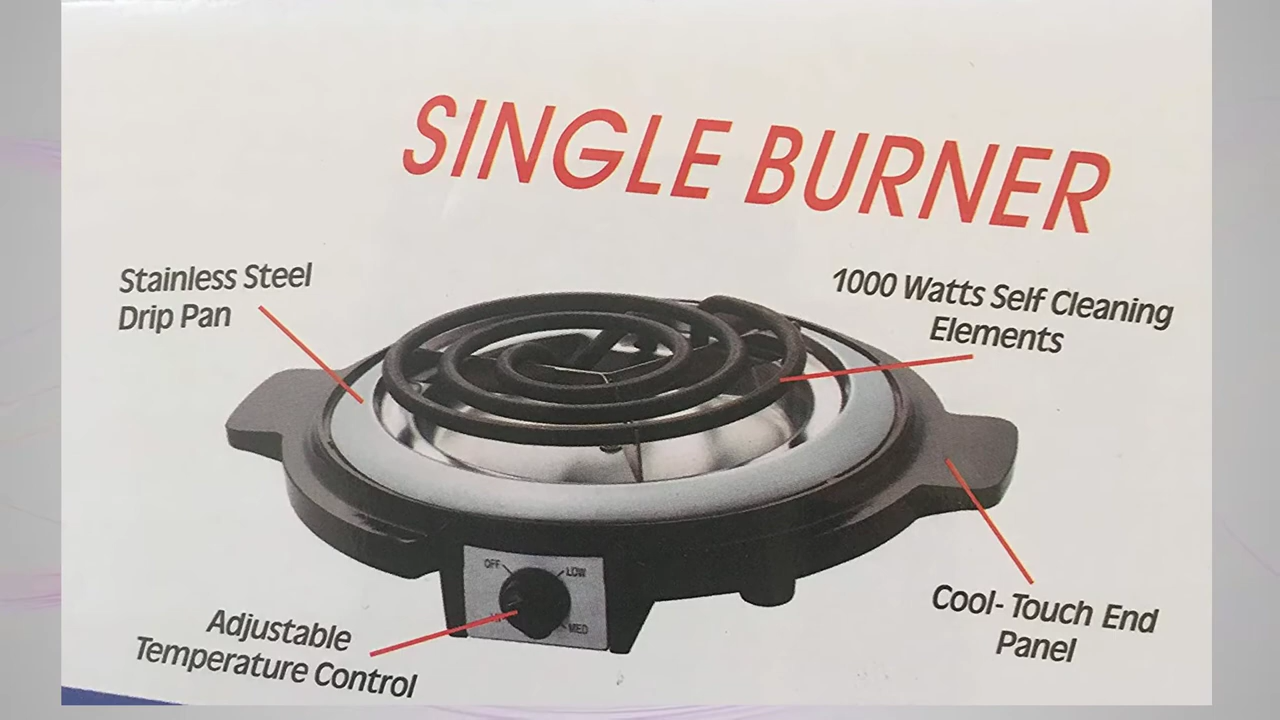 SINGLE BURNER
Stainless Steel
Drip Pan
1000 Watts Self Cleaning
Elements
OFF
LOW
MED
Adjustable
Temperature Control
Cool-Touch End
Panel